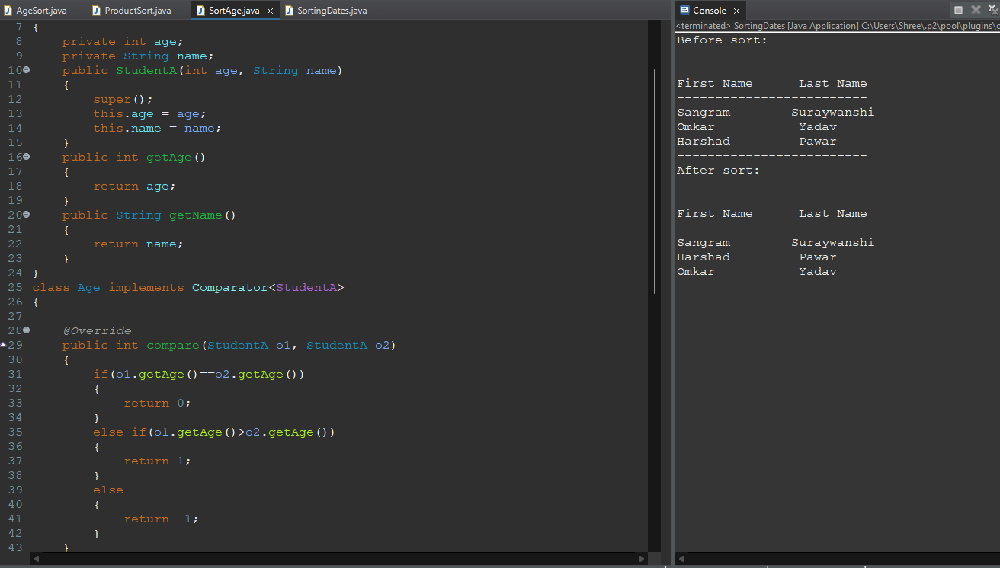 AgeSort.java ProductSort.java SortAge.java SortingDates.java
7 {
8     private int age;
9     private String name;
10     public StudentA(int age, String name)
11     {
12         super();
13         this.age = age;
14         this.name = name;
15     }
16     public int getAge()
17     {
18         return age;
19     }
20     public String getName()
21     {
22         return name;
23     }
24 }
25 class Age implements Comparator<StudentA>
26 {
27
28     @Override
29     public int compare(StudentA o1, StudentA o2)
30     {
31         if(o1.getAge()==o2.getAge())
32         {
33             return 0;
34         }
35         else if(o1.getAge()>o2.getAge())
36         {
37             return 1;
38         }
39         else
40         {
41             return -1;
42         }
43     }
Console
<terminated> SortingDates [Java Application] C:\Users\Shree\.p2\pool\plugins\
Before sort:
-------------------------
First Name      Last Name
-------------------------
Sangram        Suraywanshi
Omkar           Yadav
Harshad         Pawar
-------------------------
After sort:
-------------------------
First Name      Last Name
-------------------------
Sangram        Suraywanshi
Harshad         Pawar
Omkar           Yadav
-------------------------